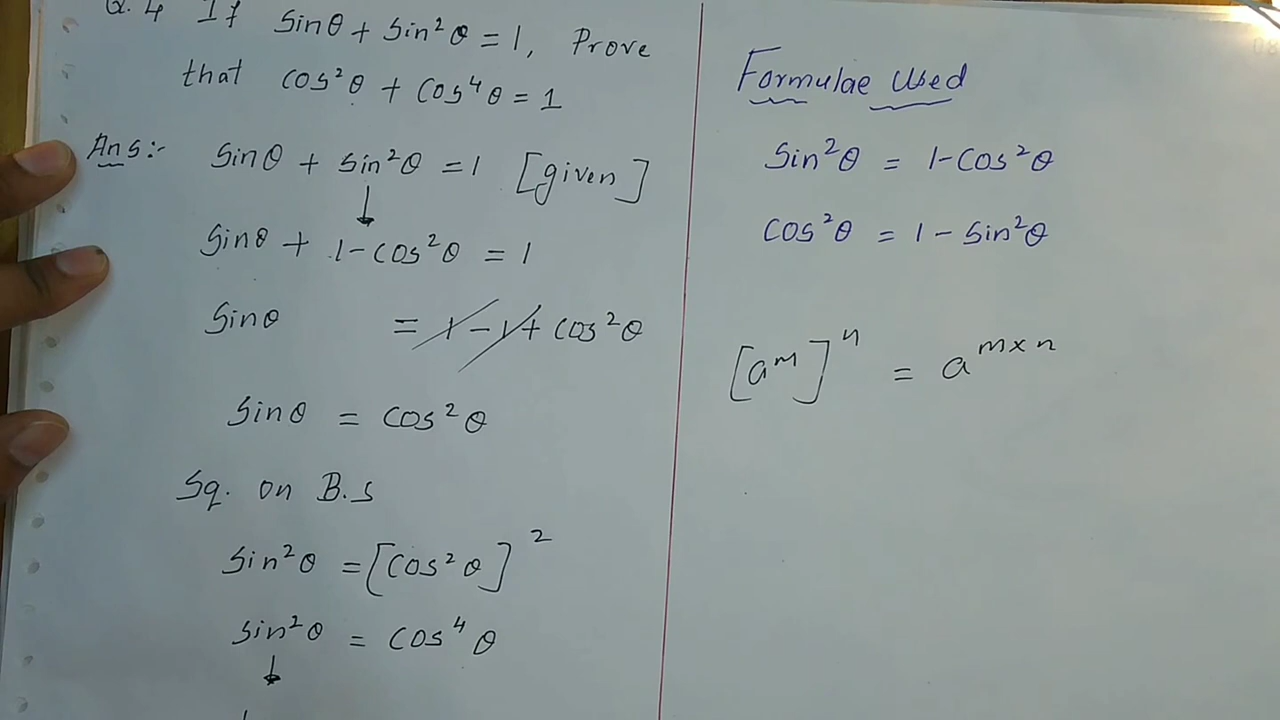 Q. 4 If Sinθ + Sin²θ = 1, Prove
that cos²θ + cos⁴θ = 1
Ans:- Sinθ + Sin²θ = 1 [given]
↓
Sinθ + 1 - cos²θ = 1
Sinθ = 1 - 1 + cos²θ
Sinθ = cos²θ
Sq. on B.S
Sin²θ = [cos²θ]²
Sin²θ = cos⁴θ
↓
Formulae Used
Sin²θ = 1 - cos²θ
cos²θ = 1 - Sin²θ
[aᵐ]ⁿ = aᵐˣⁿ